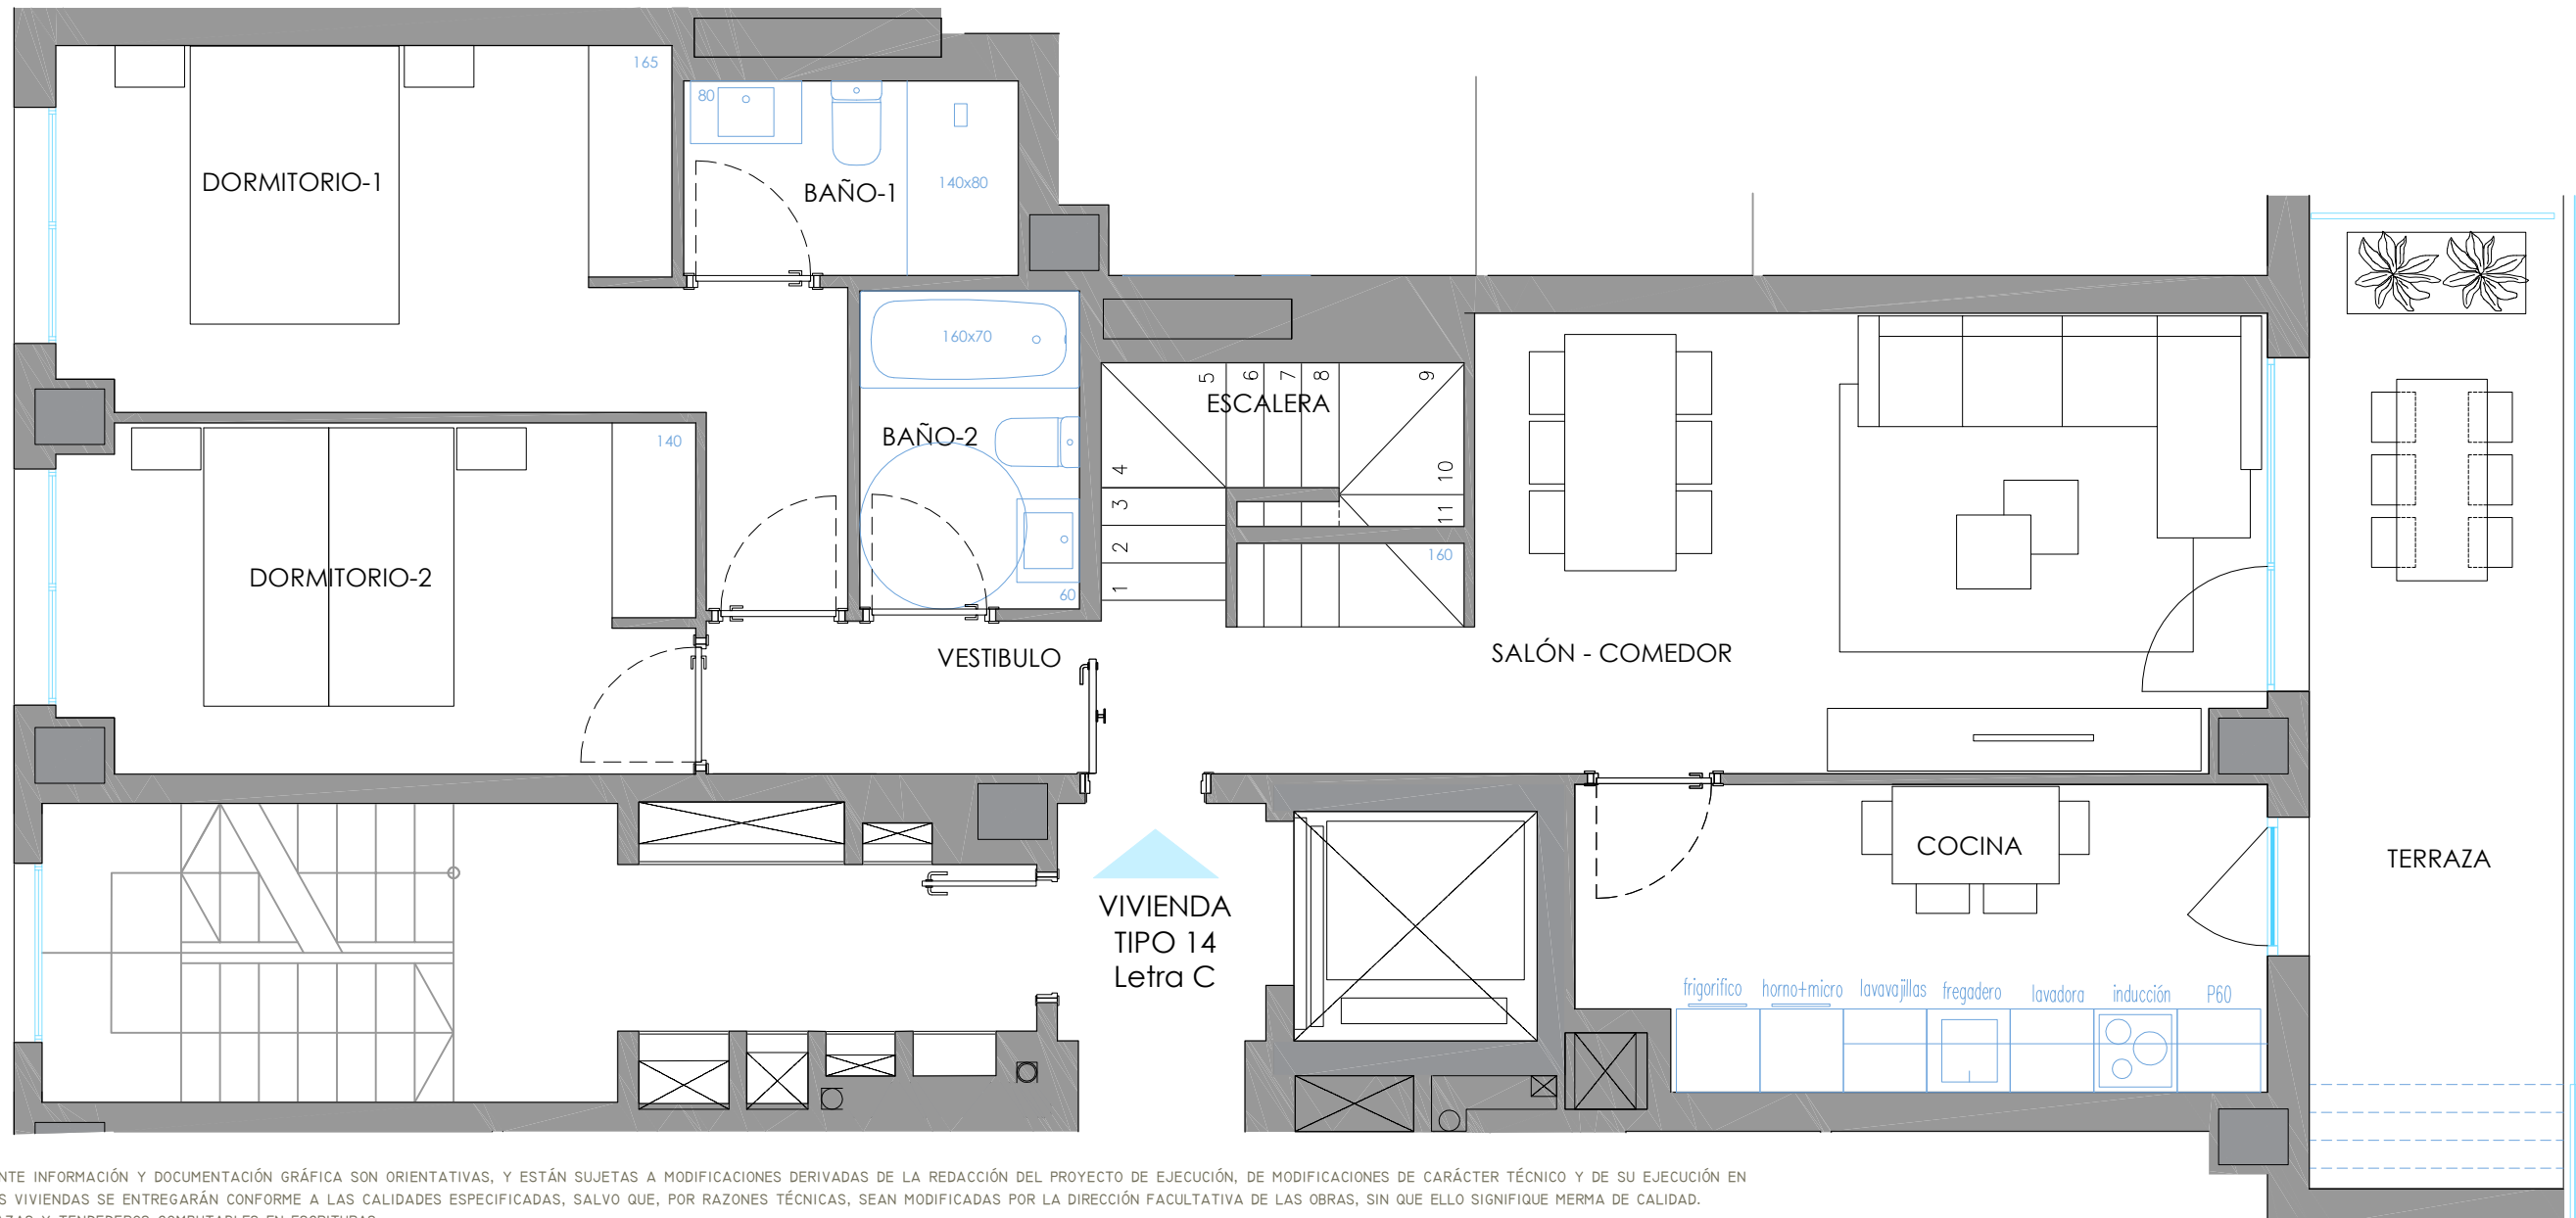 165
80
DORMITORIO-1
BAÑO-1
140x80
160x70
5 6 7 8 9
ESCALERA
140
BAÑO-2
4
10
3
11
2
160
1
DORMITORIO-2
60
VESTIBULO
SALÓN - COMEDOR
COCINA
TERRAZA
VIVIENDA
TIPO 14
Letra C
frigorifico horno+micro lavavajillas fregadero lavadora inducción P60
INFORMACIÓN Y DOCUMENTACIÓN GRÁFICA SON ORIENTATIVAS, Y ESTÁN SUJETAS A MODIFICACIONES DERIVADAS DE LA REDACCIÓN DEL PROYECTO DE EJECUCIÓN, DE MODIFICACIONES DE CARÁCTER TÉCNICO Y DE SU EJECUCIÓN EN
VIVIENDAS SE ENTREGARÁN CONFORME A LAS CALIDADES ESPECIFICADAS, SALVO QUE, POR RAZONES TÉCNICAS, SEAN MODIFICADAS POR LA DIRECCIÓN FACULTATIVA DE LAS OBRAS, SIN QUE ELLO SIGNIFIQUE MERMA DE CALIDAD.